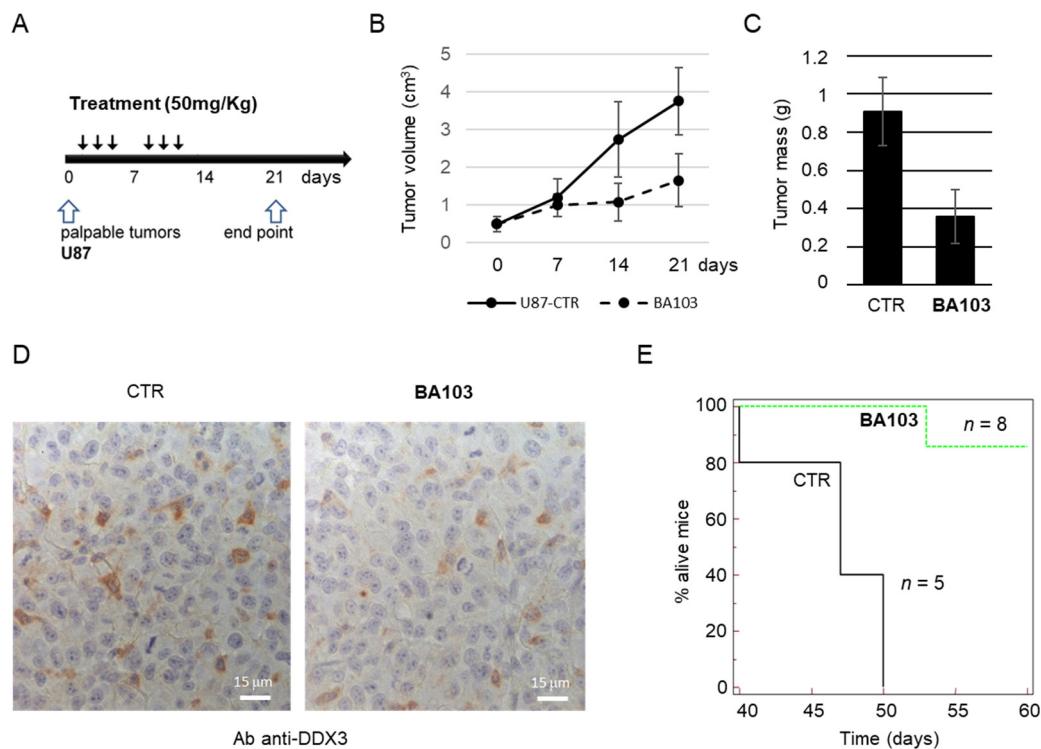 A
Treatment (50mg/Kg)
0 7 14 21 days
palpable tumors end point
U87
B
Tumor volume (cm³)
5
4
3
2
1
0
0 7 14 21 days
U87-CTR BA103
C
Tumor mass (g)
1.2
1
0.8
0.6
0.4
0.2
0
CTR BA103
D
CTR BA103
15 µm 15 µm
Ab anti-DDX3
E
% alive mice
100
80
60
40
20
0
BA103
n = 8
CTR
n = 5
40 45 50 55 60
Time (days)